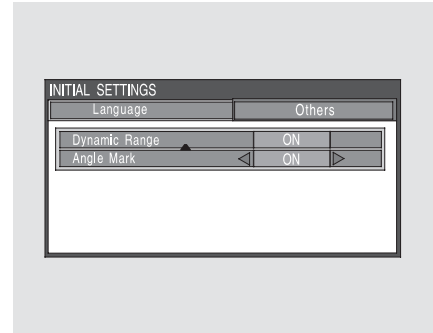 INITIAL SETTINGS
Language Others
Dynamic Range ON
Angle Mark ON